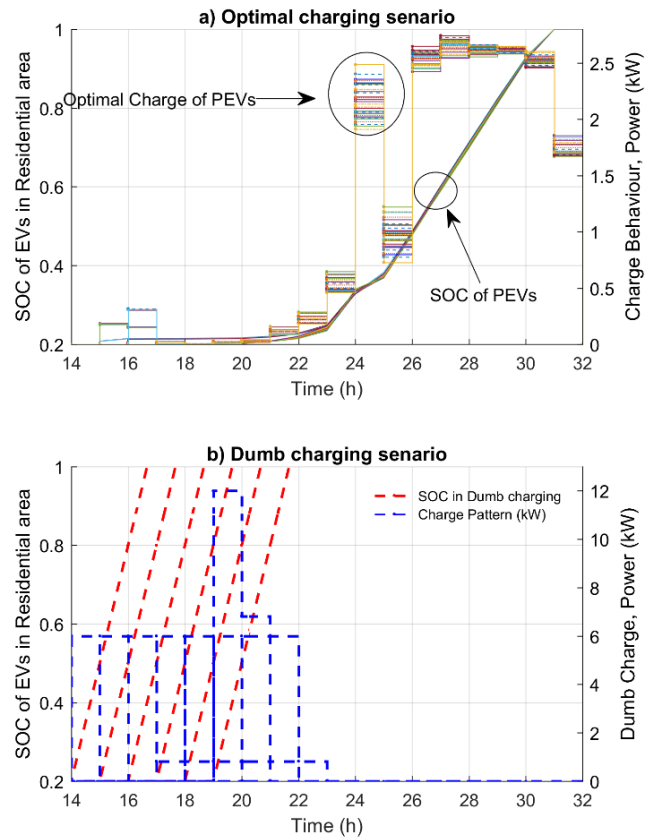 a) Optimal charging senario
1
0.8
0.6
0.4
0.2
SOC of EVs in Residential area
Optimal Charge of PEVs
SOC of PEVs
2.5
2
1.5
1
0.5
0
Charge Behaviour, Power (kW)
14 16 18 20 22 24 26 28 30 32
Time (h)
b) Dumb charging senario
1
0.8
0.6
0.4
0.2
SOC of EVs in Residential area
SOC in Dumb charging
Charge Pattern (kW)
12
10
8
6
4
2
0
Dumb Charge, Power (kW)
14 16 18 20 22 24 26 28 30 32
Time (h)